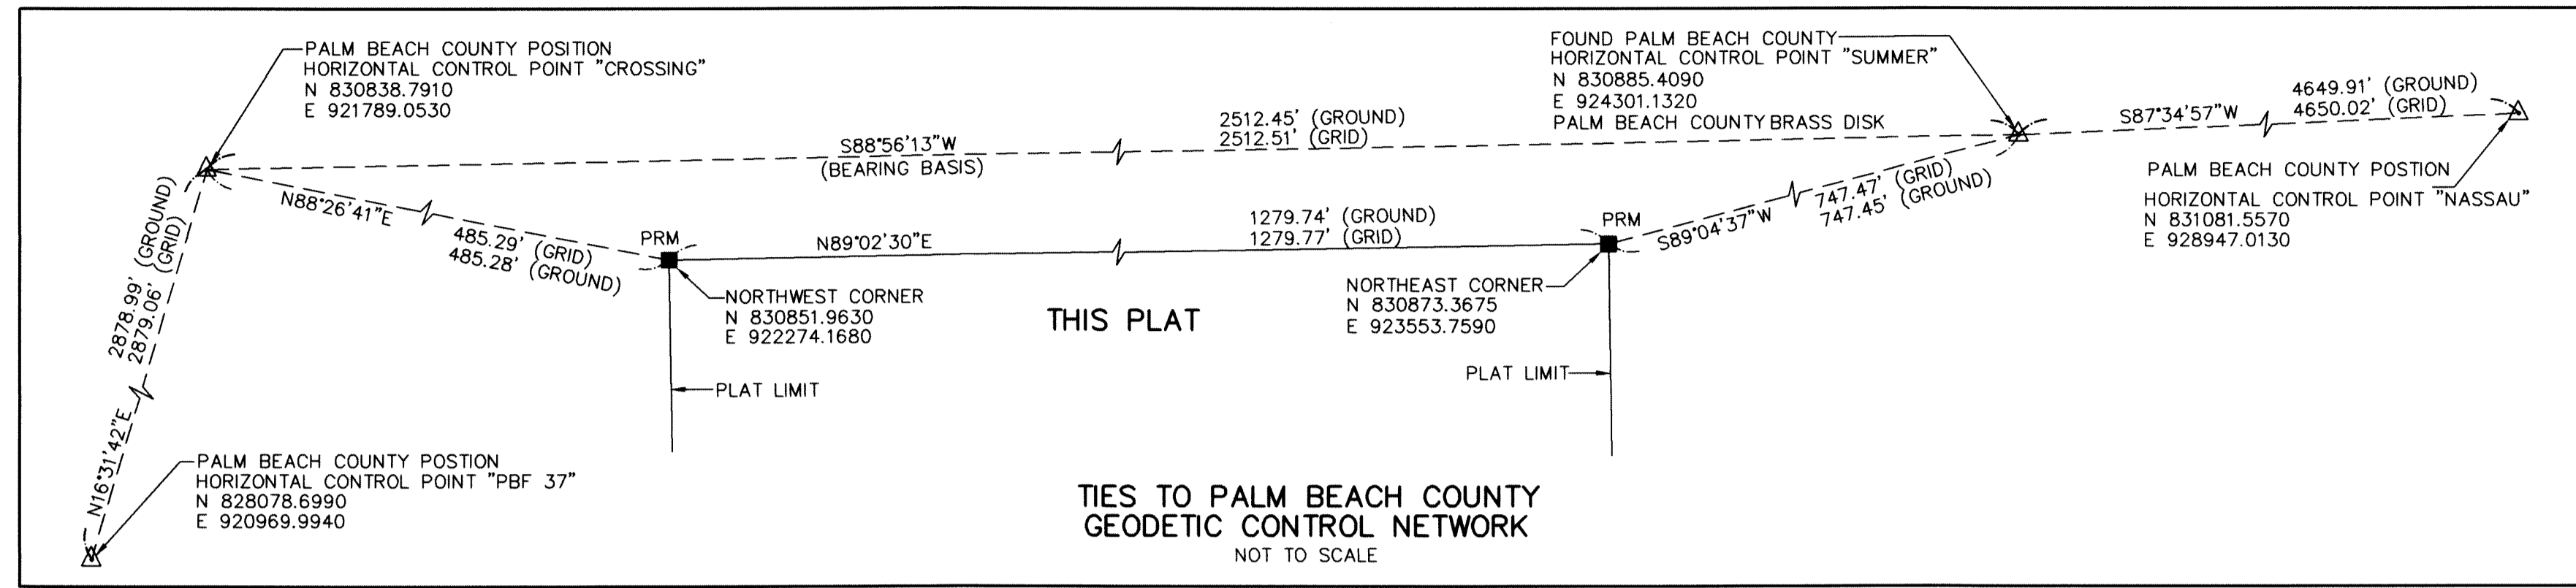 PALM BEACH COUNTY POSITION
HORIZONTAL CONTROL POINT "CROSSING"
N 830838.7910
E 921789.0530
FOUND PALM BEACH COUNTY
HORIZONTAL CONTROL POINT "SUMMER"
N 830885.4090
E 924301.1320
PALM BEACH COUNTY BRASS DISK
2512.45' (GROUND)
2512.51' (GRID)
S88°56'13"W
(BEARING BASIS)
4649.91' (GROUND)
4650.02' (GRID)
S87°34'57"W
PALM BEACH COUNTY POSTION
HORIZONTAL CONTROL POINT "NASSAU"
N 831081.5570
E 928947.0130
N88°26'41"E
485.29' (GRID)
485.28' (GROUND)
PRM
N89°02'30"E
1279.74' (GROUND)
1279.77' (GRID)
PRM
S89°04'37"W
747.47' (GRID)
747.45' (GROUND)
2878.99' (GROUND)
2879.06' (GRID)
N16°31'42"E
NORTHWEST CORNER
N 830851.9630
E 922274.1680
THIS PLAT
NORTHEAST CORNER
N 830873.3675
E 923553.7590
PLAT LIMIT
PLAT LIMIT
PALM BEACH COUNTY POSTION
HORIZONTAL CONTROL POINT "PBF 37"
N 828078.6990
E 920969.9940
TIES TO PALM BEACH COUNTY
GEODETIC CONTROL NETWORK
NOT TO SCALE